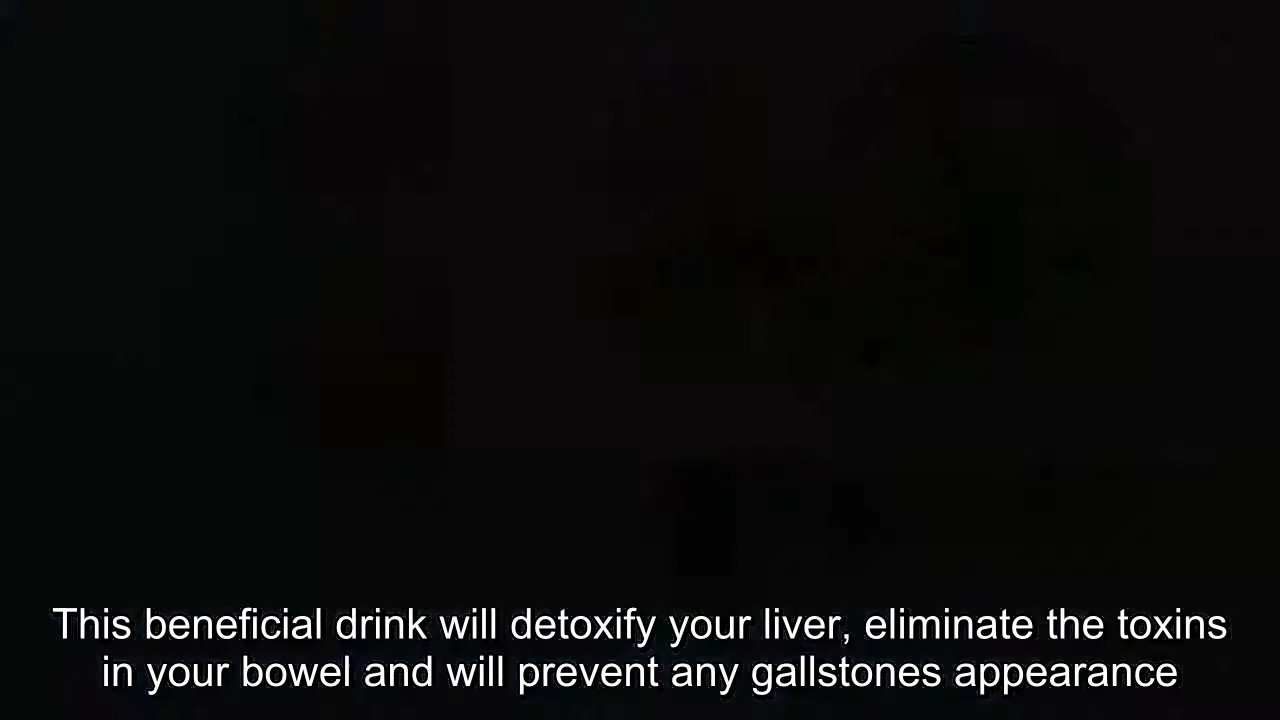 This beneficial drink will detoxify your liver, eliminate the toxins
in your bowel and will prevent any gallstones appearance